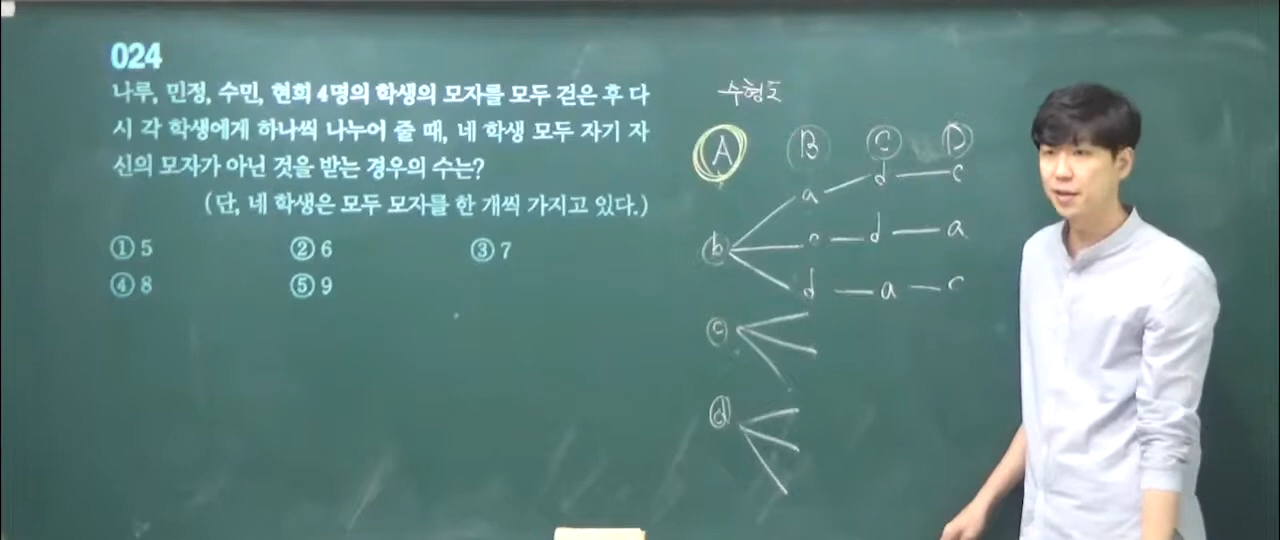 024
나루, 민정, 수민, 현희 4명의 학생의 모자를 모두 걷은 후 다
시 각 학생에게 하나씩 나누어 줄 때, 네 학생 모두 자기 자
신의 모자가 아닌 것을 받는 경우의 수는?
(단, 네 학생은 모두 모자를 한 개씩 가지고 있다.)
① 5 ② 6 ③ 7
④ 8 ⑤ 9
수형도
A B C D
a d c
b c d a
d a c
c
d